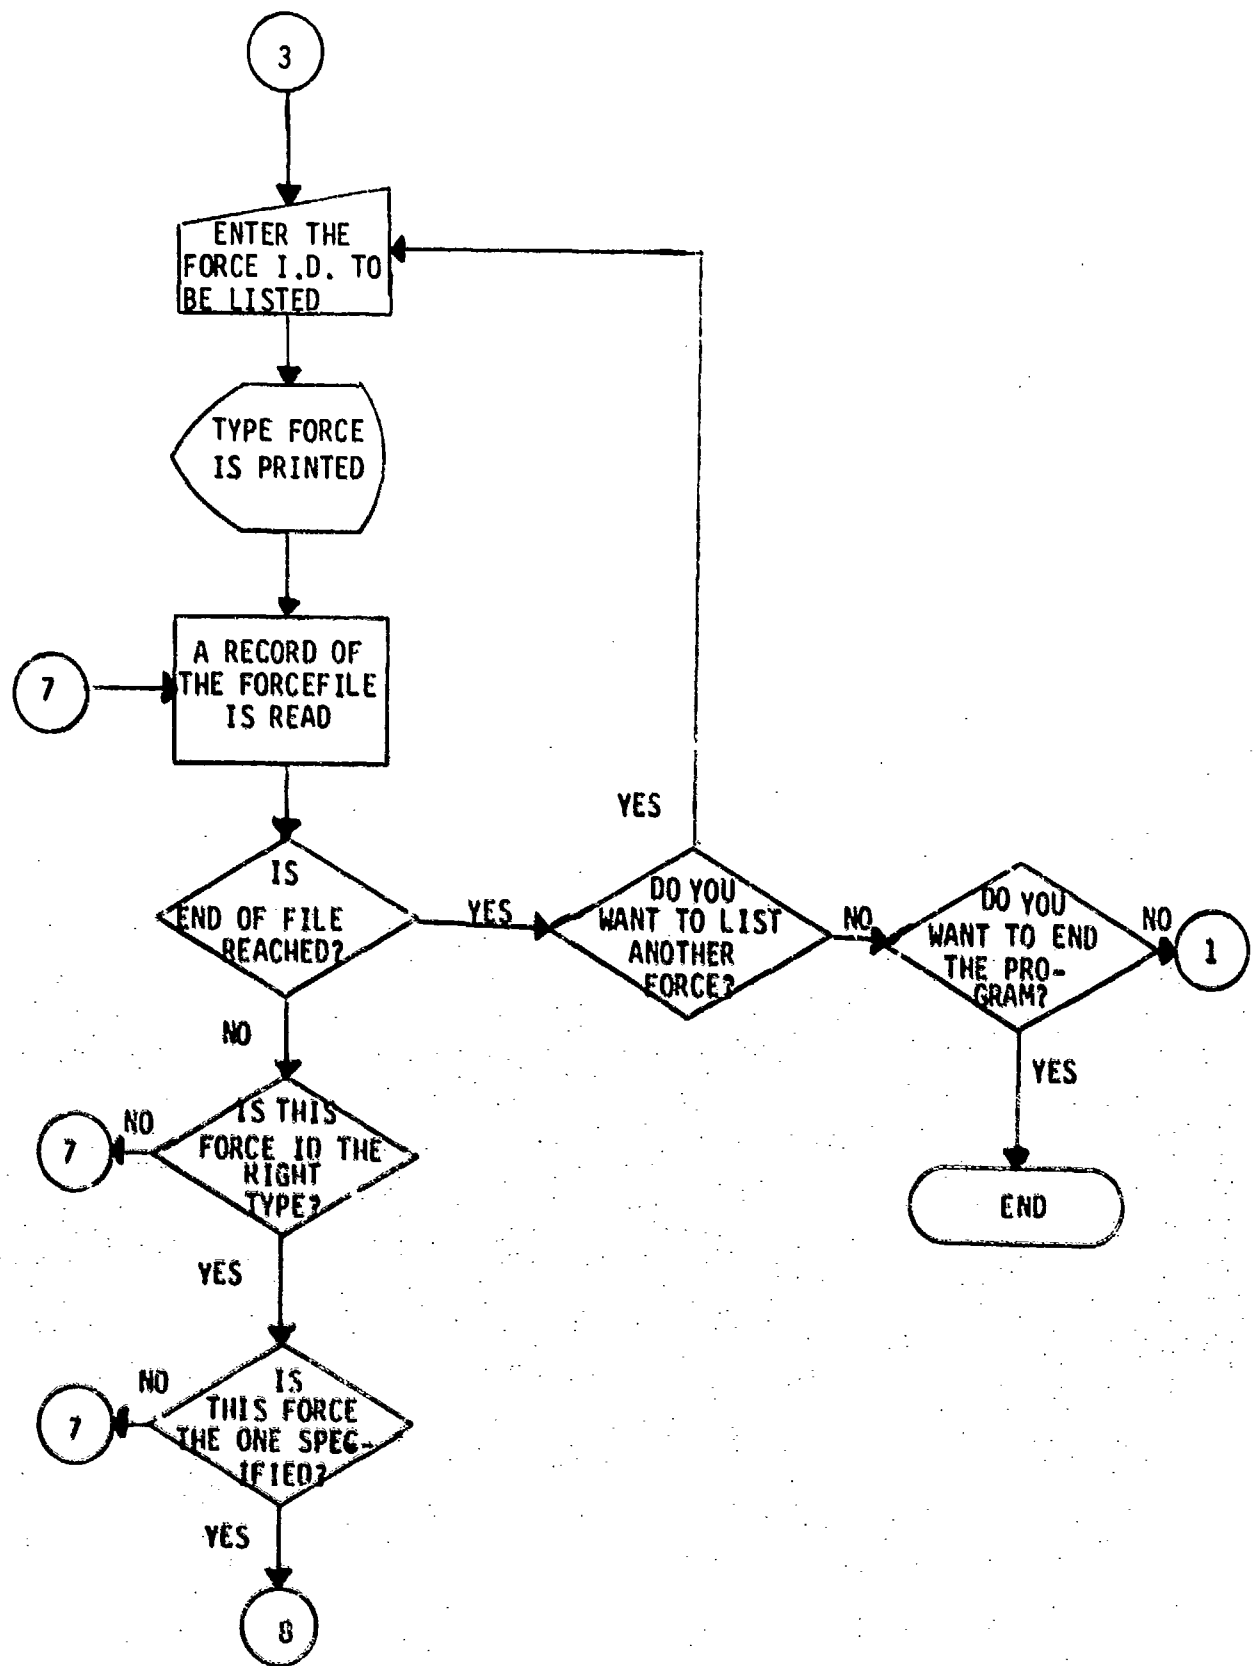 3
ENTER THE
FORCE I.D. TO
BE LISTED
TYPE FORCE
IS PRINTED
7
A RECORD OF
THE FORCEFILE
IS READ
IS
END OF FILE
REACHED?
YES
YES
DO YOU
WANT TO LIST
ANOTHER
FORCE?
NO
DO YOU
WANT TO END
THE PRO-
GRAM?
NO
1
YES
END
NO
IS THIS
FORCE ID THE
RIGHT
TYPE?
NO
7
YES
IS
THIS FORCE
THE ONE SPEC-
IFIED?
NO
7
YES
8